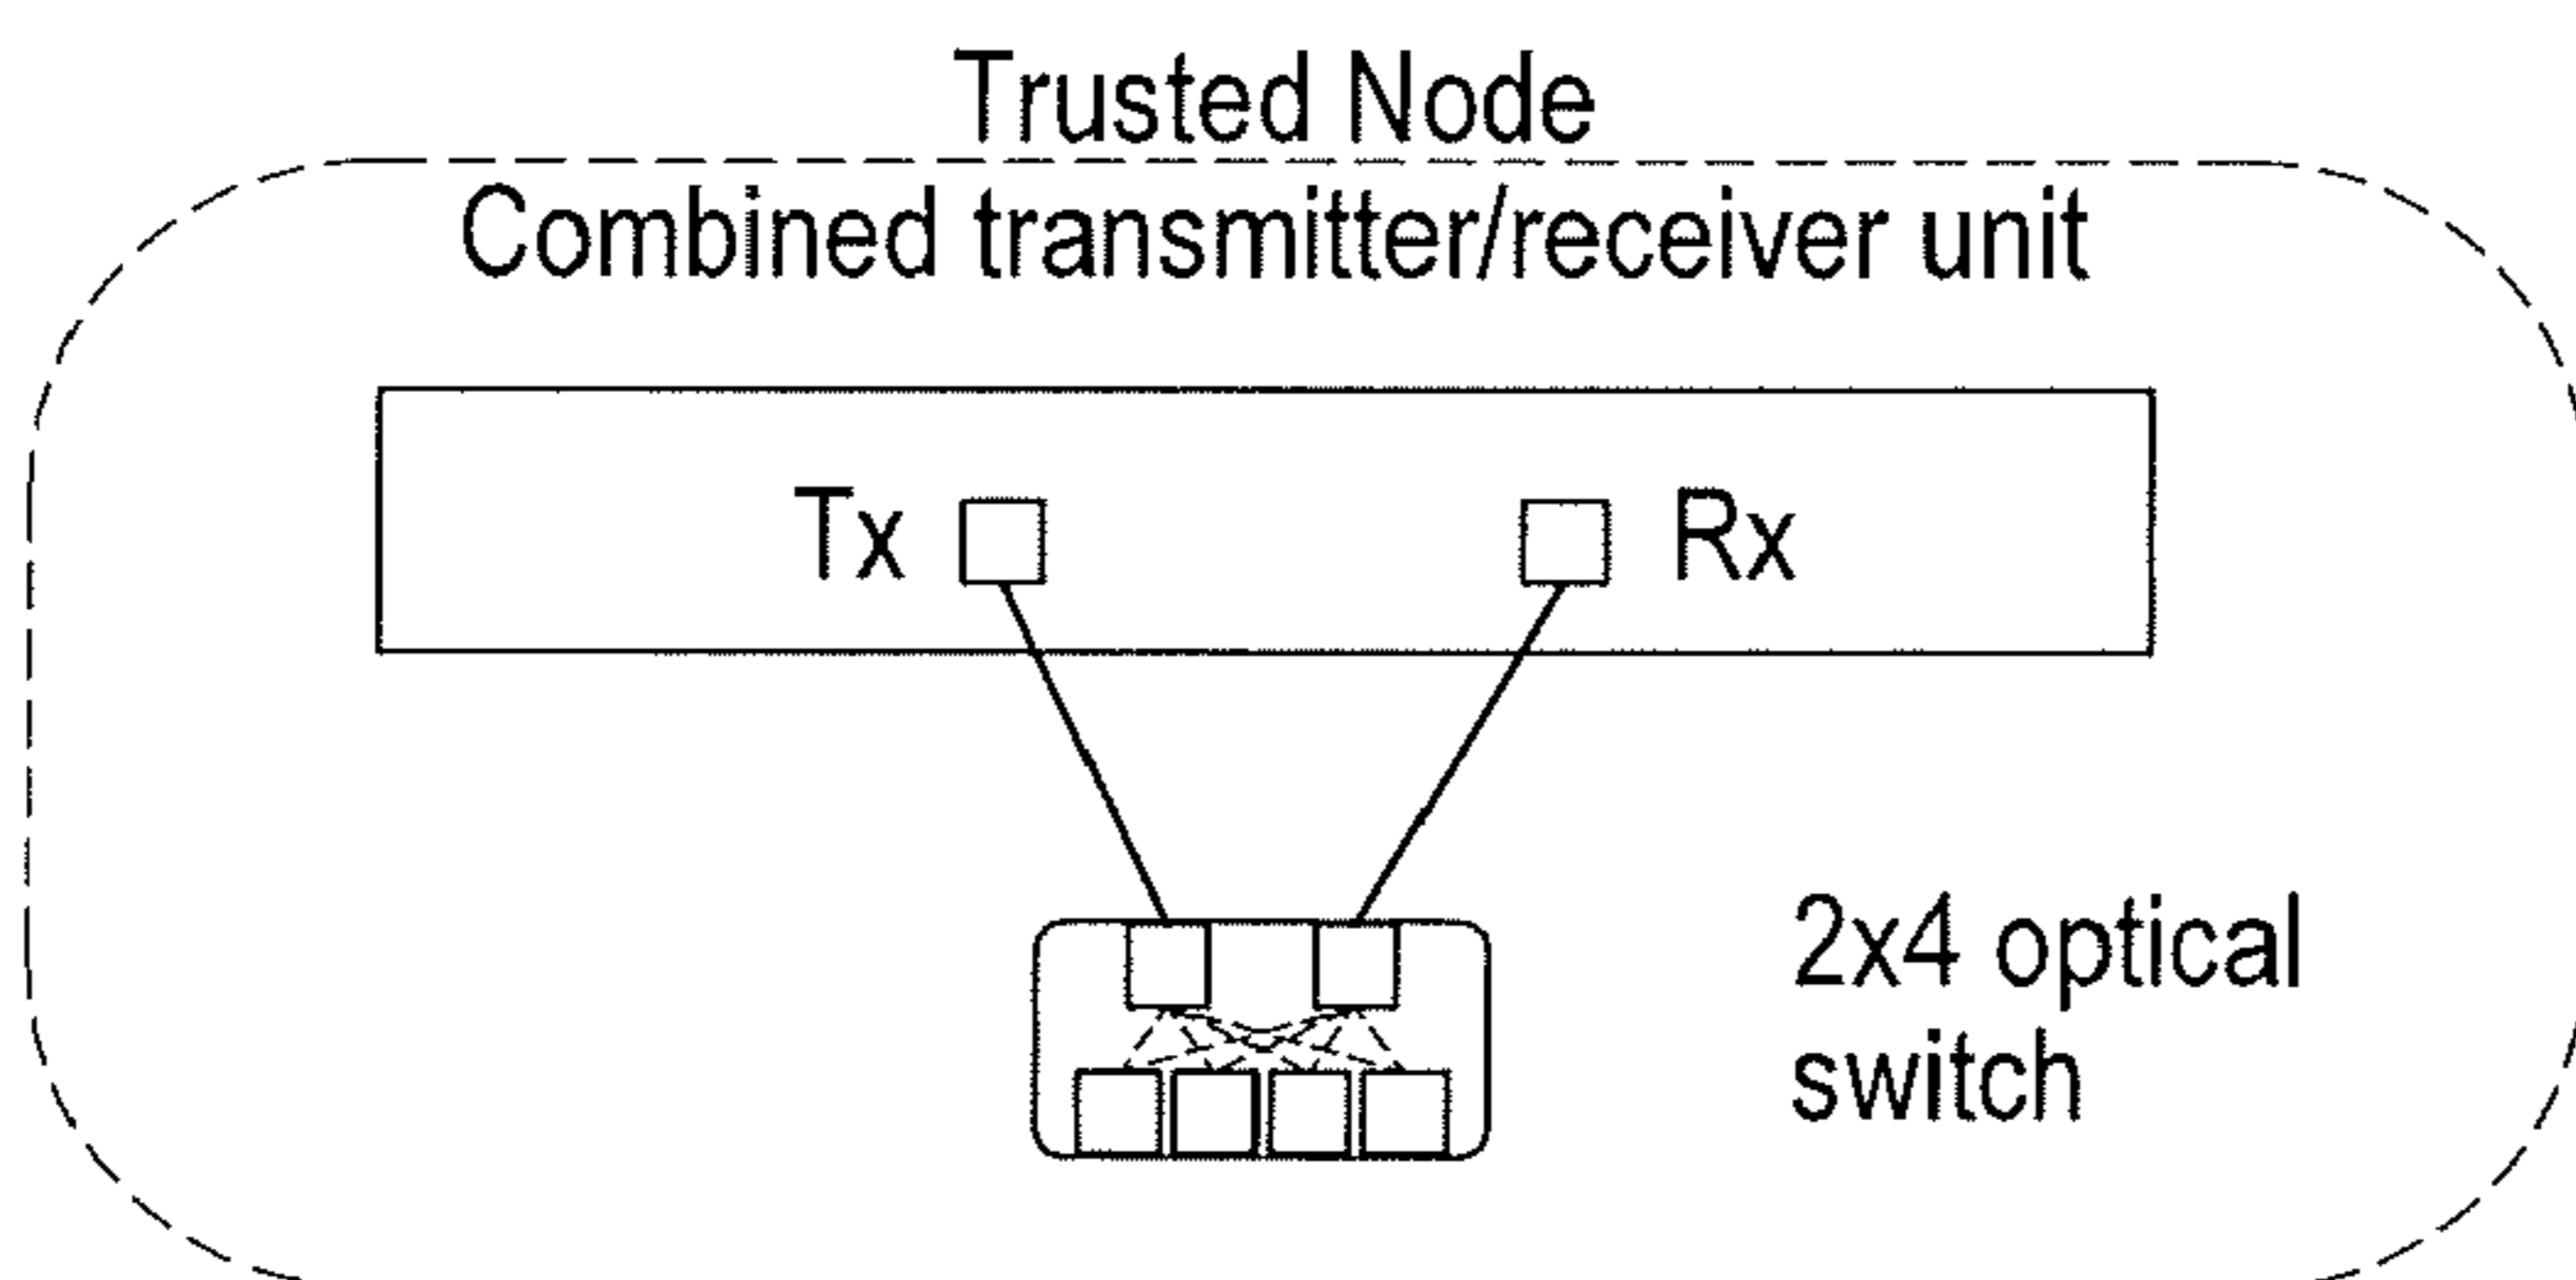 Trusted Node
Combined transmitter/receiver unit
Tx
Rx
2x4 optical
switch